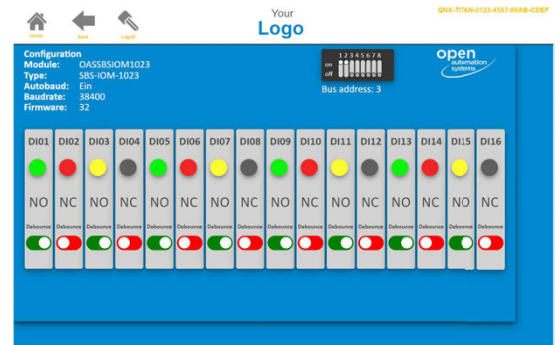 Your
Logo
QNX-TITAN-0123-4567-89AB-CDEF
Home
Back
Logoff
Configuration
Module: OASSBSIOM1023
Type: SBS-IOM-1023
Autobaud: Ein
Baudrate: 38400
Firmware: 32
1 2 3 4 5 6 7 8
on
off
Bus address: 3
open
automation
systems
DI01 DI02 DI03 DI04 DI05 DI06 DI07 DI08 DI09 DI10 DI11 DI12 DI13 DI14 DI15 DI16
NO NC NO NC NO NC NO NC NO NC NO NC NO NC NO NC
Debounce Debounce Debounce Debounce Debounce Debounce Debounce Debounce Debounce Debounce Debounce Debounce Debounce Debounce Debounce Debounce